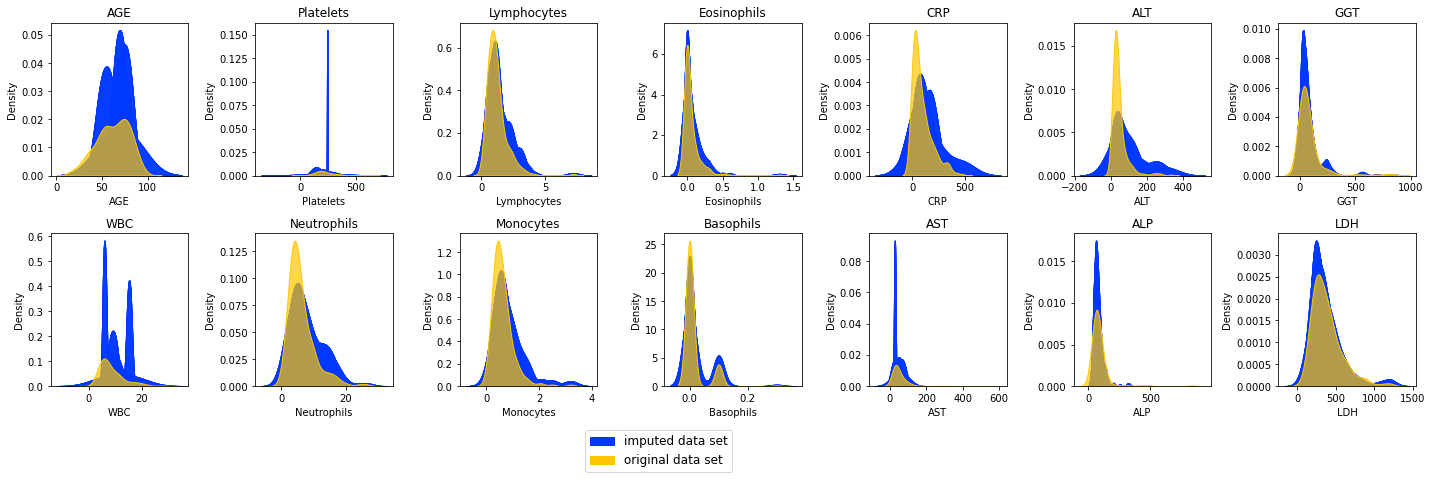 AGE
Density
0.05
0.04
0.03
0.02
0.01
0.00
0 50 100
AGE
Platelets
Density
0.150
0.125
0.100
0.075
0.050
0.025
0.000
0 500
Platelets
Lymphocytes
Density
0.6
0.4
0.2
0.0
0 5
Lymphocytes
Eosinophils
Density
6
4
2
0
0.0 0.5 1.0 1.5
Eosinophils
CRP
Density
0.006
0.005
0.004
0.003
0.002
0.001
0.000
0 500
CRP
ALT
Density
0.015
0.010
0.005
0.000
−200 0 200 400
ALT
GGT
Density
0.010
0.008
0.006
0.004
0.002
0.000
0 500 1000
GGT
WBC
Density
0.6
0.5
0.4
0.3
0.2
0.1
0.0
0 20
WBC
Neutrophils
Density
0.125
0.100
0.075
0.050
0.025
0.000
0 20
Neutrophils
Monocytes
Density
1.2
1.0
0.8
0.6
0.4
0.2
0.0
0 2 4
Monocytes
Basophils
Density
25
20
15
10
5
0
0.0 0.2
Basophils
AST
Density
0.08
0.06
0.04
0.02
0.00
0 200 400 600
AST
ALP
Density
0.015
0.010
0.005
0.000
0 500
ALP
LDH
Density
0.0030
0.0025
0.0020
0.0015
0.0010
0.0005
0.0000
0 500 1000 1500
LDH
imputed data set
original data set